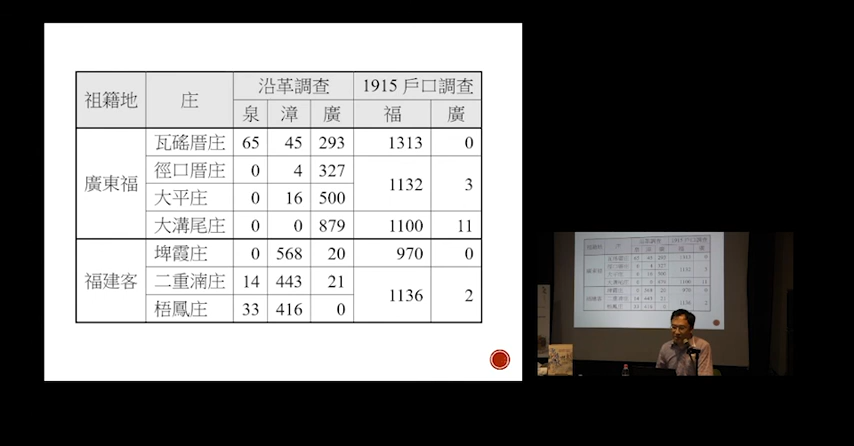 祖籍地 庄 沿革調查 1915 戶口調查
泉 漳 廣 福 廣
廣東福 瓦磘厝庄 65 45 293 1313 0
徑口厝庄 0 4 327 1132 3
大平庄 0 16 500
大溝尾庄 0 0 879 1100 11
福建客 埤霞庄 0 568 20 970 0
二重湳庄 14 443 21 1136 2
梧鳳庄 33 416 0